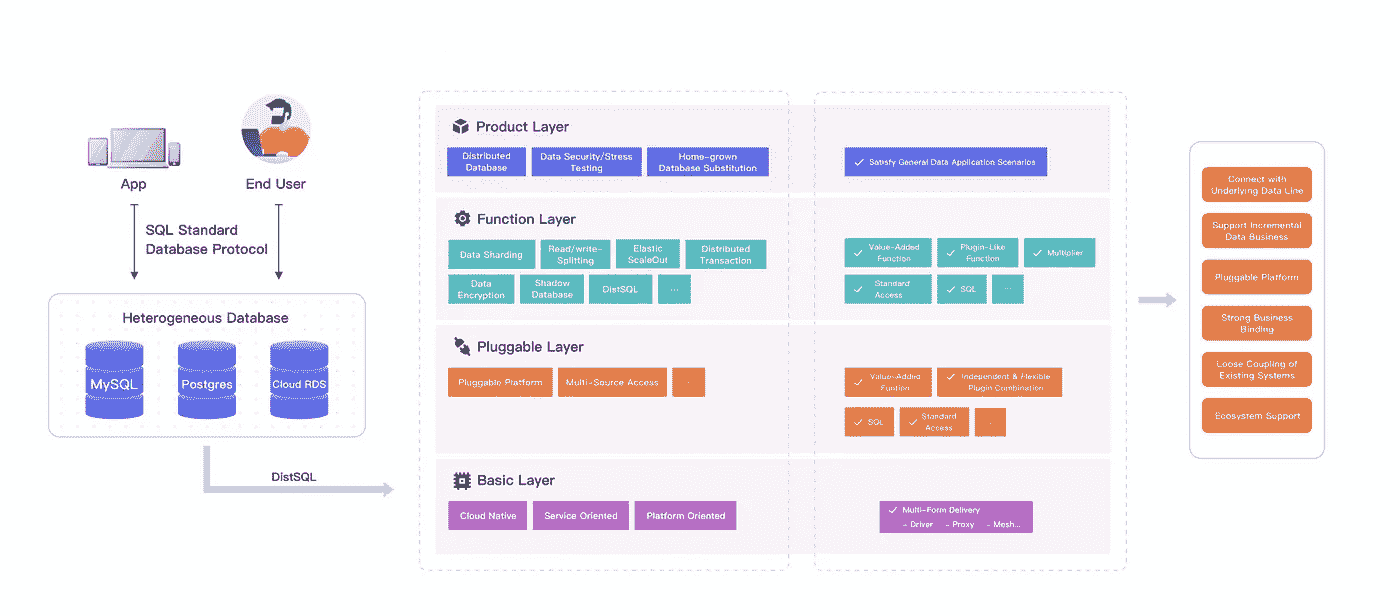 App
End User
SQL Standard
Database Protocol
Heterogeneous Database
MySQL
Postgres
Cloud RDS
DistSQL
Product Layer
Distributed
Database
Data Security/Stress
Testing
Home-grown
Database Substitution
Satisfy General Data Application Scenarios
Function Layer
Data Sharding
Read/write-
Splitting
Elastic
ScaleOut
Distributed
Transaction
Data
Encryption
Shadow
Database
DistSQL
...
Value-Added
Function
Plugin-Like
Function
Multiplier
Standard
Access
SQL
...
Pluggable Layer
Pluggable Platform
Multi-Source Access
Value-Added
Funtion
Independent & Flexible
Plugin Combination
SQL
Standard
Access
Basic Layer
Cloud Native
Service Oriented
Platform Oriented
Multi-Form Delivery
- Driver - Proxy - Mesh...
Connect with
Underlying Data Line
Support Incremental
Data Business
Pluggable Platform
Strong Business
Binding
Loose Coupling of
Existing Systems
Ecosystem Support